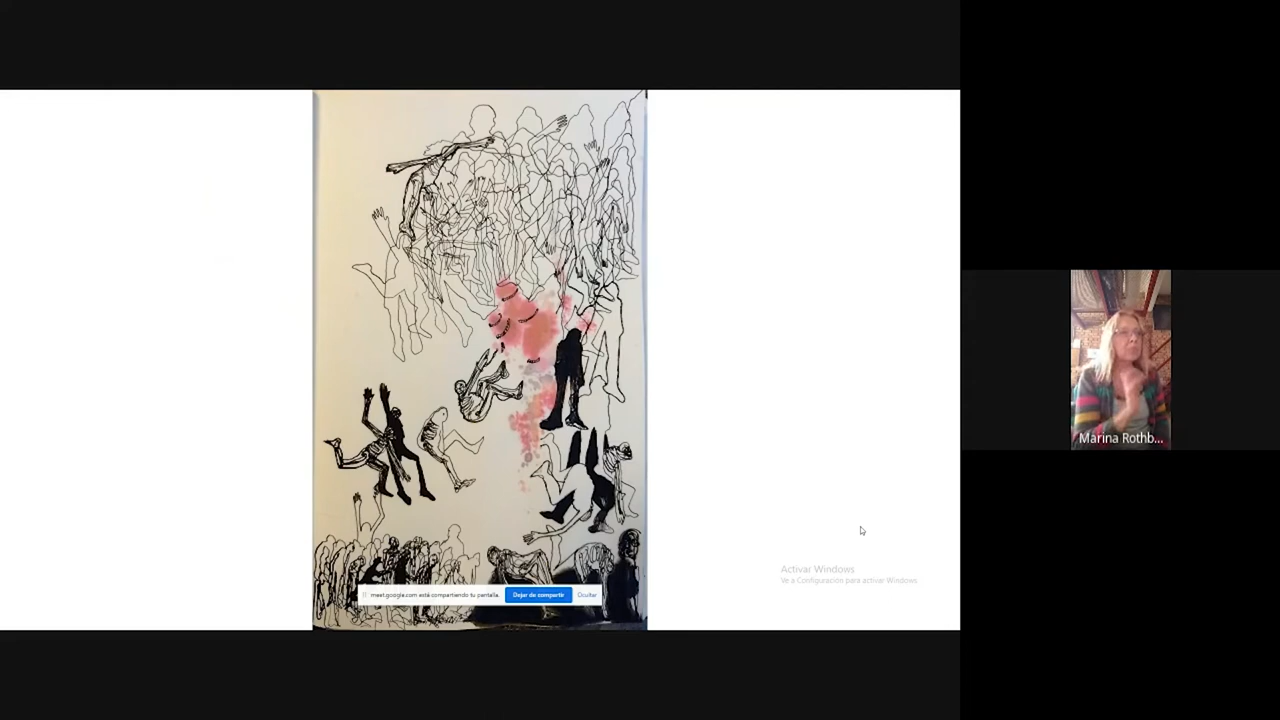 Activar Windows
Ve a Configuración para activar Windows
meet.google.com está compartiendo tu pantalla.
Dejar de compartir
Ocultar
Marina Rothb...